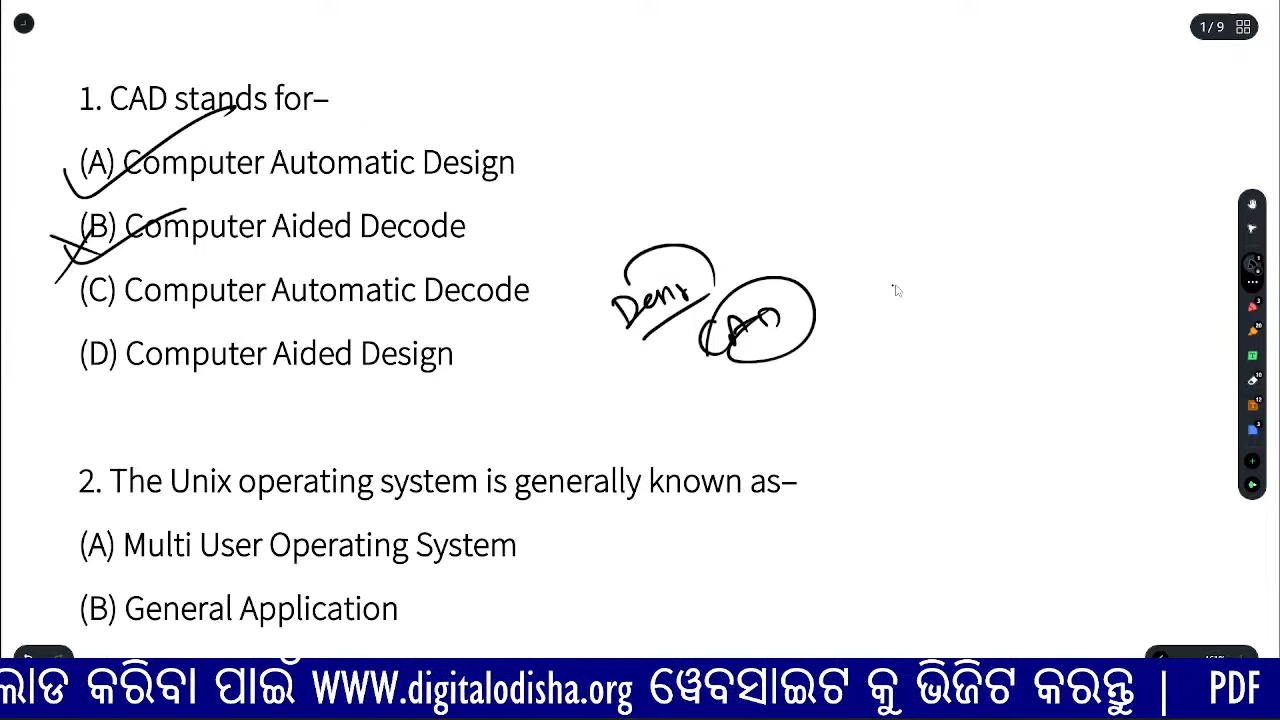 1 / 9
1. CAD stands for–
(A) Computer Automatic Design
(B) Computer Aided Decode
(C) Computer Automatic Decode
(D) Computer Aided Design
2. The Unix operating system is generally known as–
(A) Multi User Operating System
(B) General Application
ଲୋଡ କରିବା ପାଇଁ WWW.digitalodisha.org ୱେବସାଇଟ କୁ ଭିଜିଟ କରନ୍ତୁ | PDF